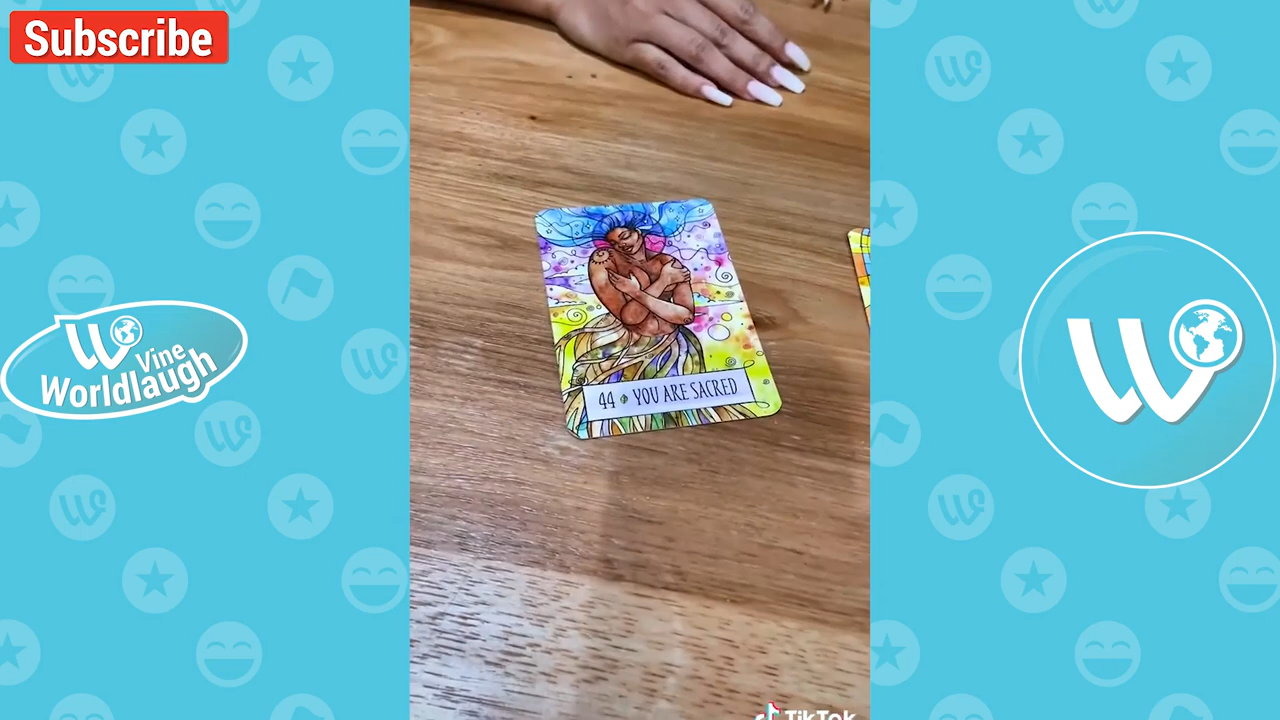 Subscribe
W Vine
Worldlaugh
W
44 YOU ARE SACRED
TikTok